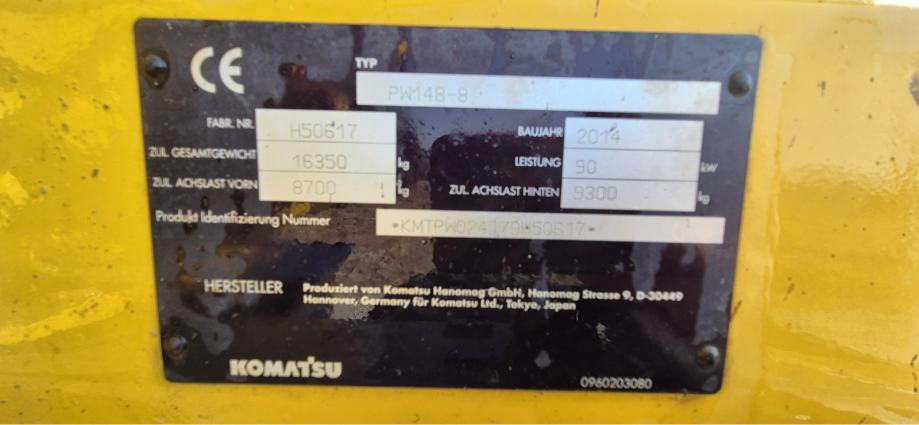 CE
TYP PW148-8
FABR. NR. H50617 BAUJAHR 2014
ZUL. GESAMTGEWICHT 16350 kg LEISTUNG 90 kW
ZUL. ACHSLAST VORN 8700 kg ZUL. ACHSLAST HINTEN 9300 kg
Produkt Identifizierung Nummer
HERSTELLER Produziert von Komatsu Hanomag GmbH, Hanomag Strasse 9, D-30449
Hannover, Germany für Komatsu Ltd., Tokyo, Japan
KOMATSU
0960203080